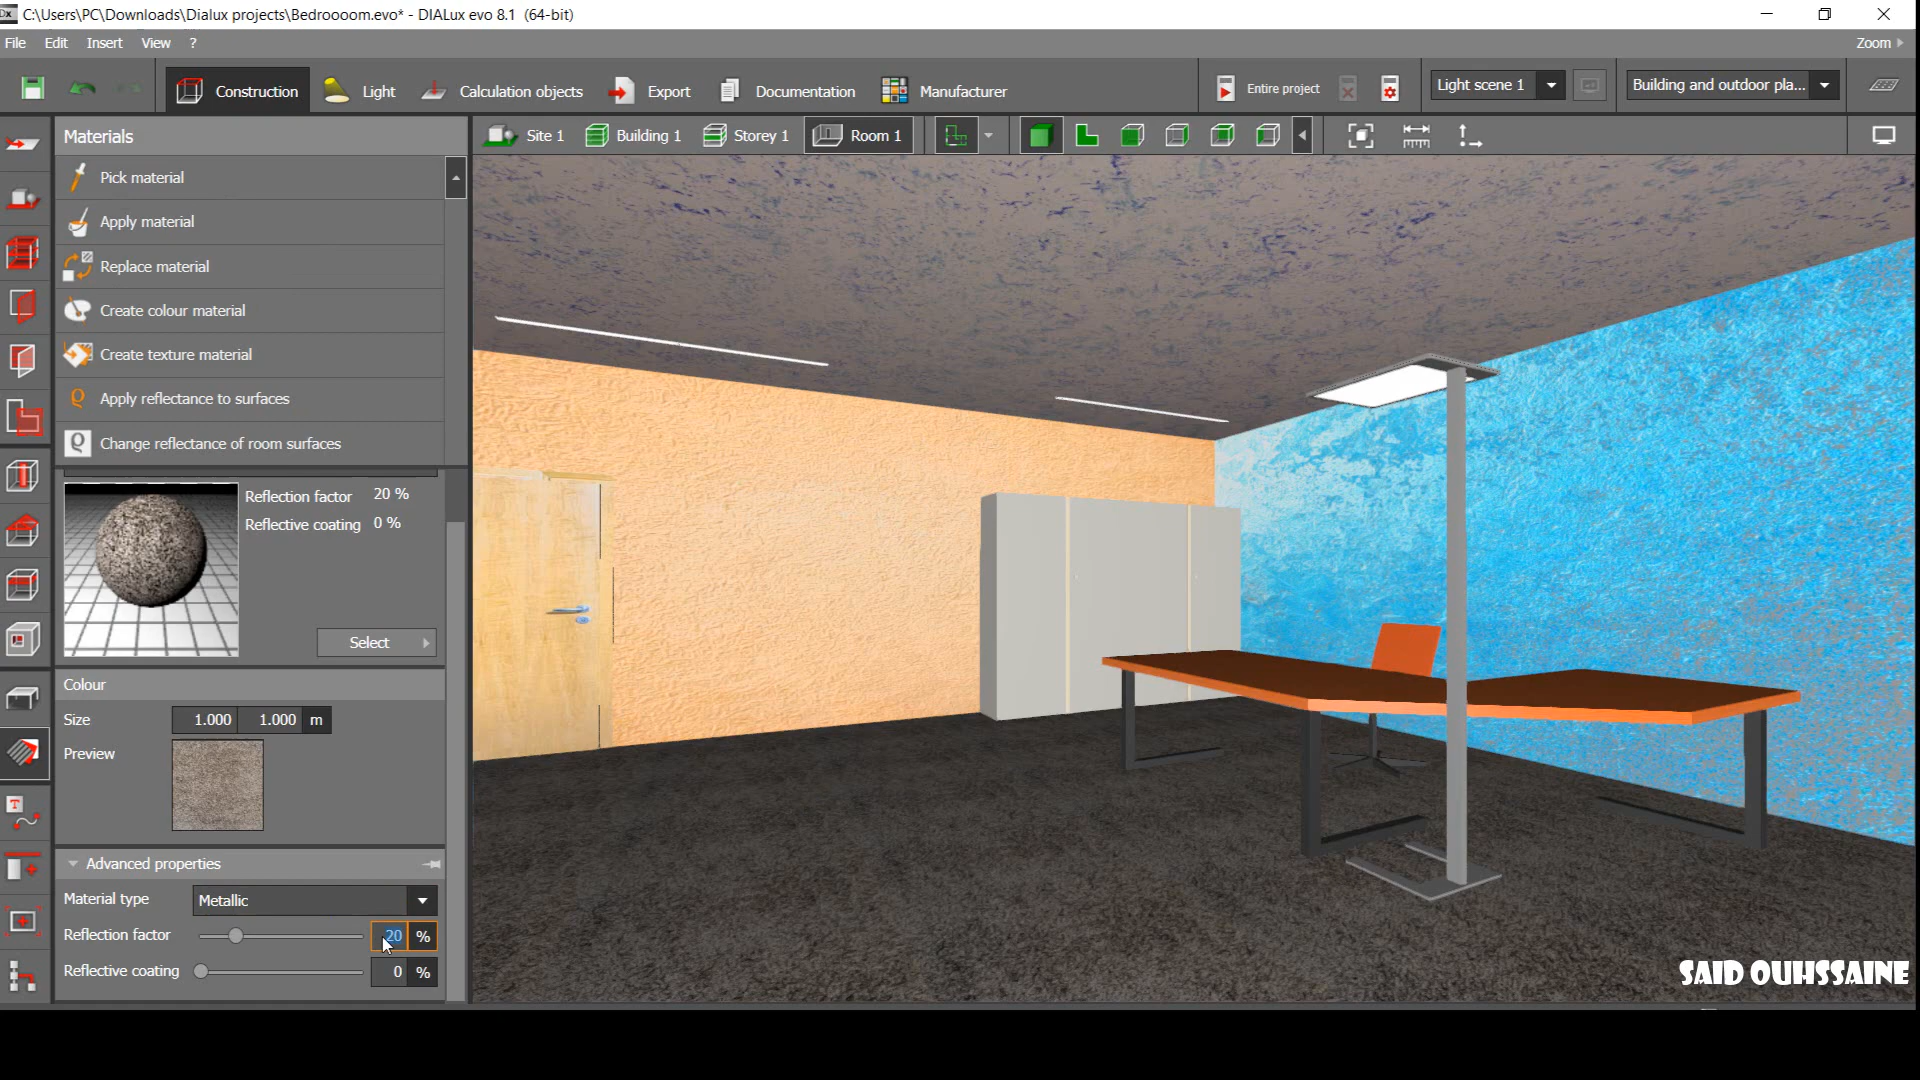 C:\Users\PC\Downloads\Dialux projects\Bedroooom.evo* - DIALux evo 8.1 (64-bit)
File Edit Insert View ? Zoom
Construction Light Calculation objects Export Documentation Manufacturer Entire project Light scene 1 Building and outdoor pla...
Materials
Site 1 Building 1 Storey 1 Room 1
Pick material
Apply material
Replace material
Create colour material
Create texture material
Apply reflectance to surfaces
Change reflectance of room surfaces
Reflection factor 20 %
Reflective coating 0 %
Select
Colour
Size 1.000 1.000 m
Preview
Advanced properties
Material type Metallic
Reflection factor 20 %
Reflective coating 0 %
SAID OUHSSAINE